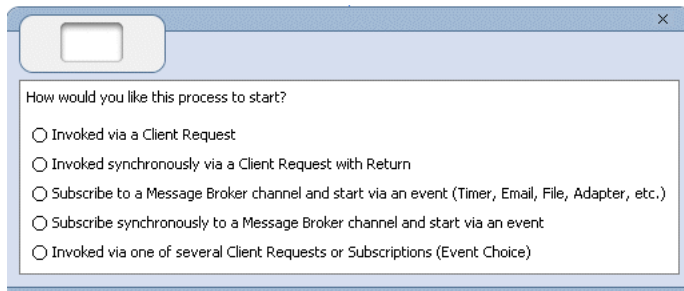 How would you like this process to start?
Invoked via a Client Request
Invoked synchronously via a Client Request with Return
Subscribe to a Message Broker channel and start via an event (Timer, Email, File, Adapter, etc.)
Subscribe synchronously to a Message Broker channel and start via an event
Invoked via one of several Client Requests or Subscriptions (Event Choice)